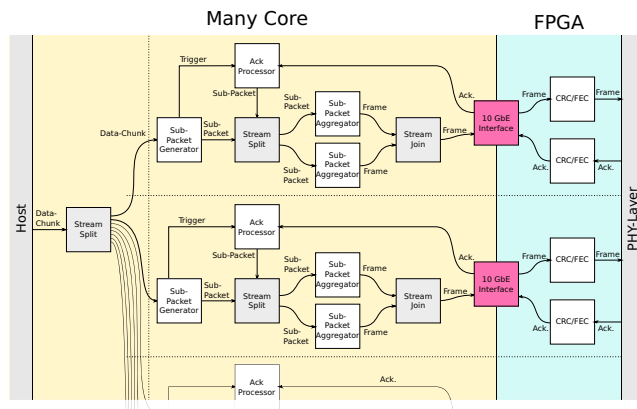 Many Core
FPGA
Host
PHY-Layer
Data-
Chunk
Stream
Split
Data-Chunk
Trigger
Ack
Processor
Sub-Packet
Sub-
Packet
Generator
Sub-
Packet
Stream
Split
Sub-
Packet
Sub-
Packet
Sub-
Packet
Aggregator
Sub-
Packet
Aggregator
Frame
Frame
Stream
Join
Frame
Ack.
10 GbE
Interface
Frame
CRC/FEC
Frame
Ack.
CRC/FEC
Ack.
Trigger
Ack
Processor
Sub-Packet
Sub-
Packet
Generator
Sub-
Packet
Stream
Split
Sub-
Packet
Sub-
Packet
Sub-
Packet
Aggregator
Sub-
Packet
Aggregator
Frame
Frame
Stream
Join
Frame
Ack.
10 GbE
Interface
Frame
CRC/FEC
Frame
Ack.
CRC/FEC
Ack.
Ack
Processor
Ack.